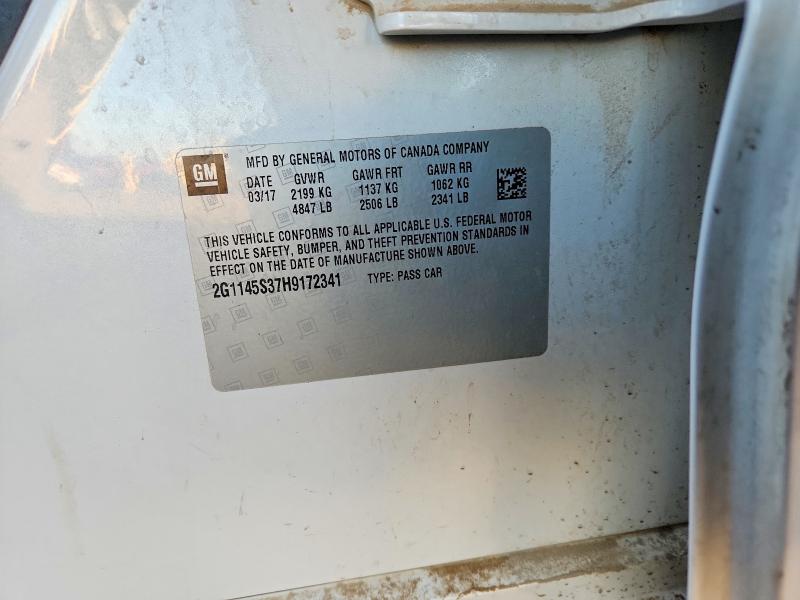 GM
MFD BY GENERAL MOTORS OF CANADA COMPANY
DATE GVWR GAWR FRT GAWR RR
03/17 2199 KG 1137 KG 1062 KG
4847 LB 2506 LB 2341 LB
THIS VEHICLE CONFORMS TO ALL APPLICABLE U.S. FEDERAL MOTOR
VEHICLE SAFETY, BUMPER, AND THEFT PREVENTION STANDARDS IN
EFFECT ON THE DATE OF MANUFACTURE SHOWN ABOVE.
2G1145S37H9172341 TYPE: PASS CAR